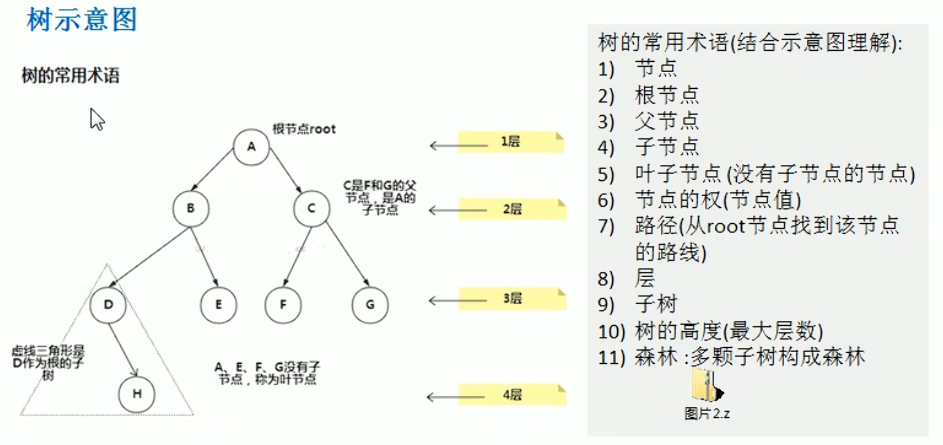 树示意图
树的常用术语
根节点root
A
1层
C是F和G的父
节点，是A的
子节点
B
C
2层
D
E
F
G
3层
虚线三角形是
D作为根的子
树
A、E、F、G没有子
节点，称为叶节点
H
4层
树的常用术语(结合示意图理解):
1) 节点
2) 根节点
3) 父节点
4) 子节点
5) 叶子节点 (没有子节点的节点)
6) 节点的权(节点值)
7) 路径(从root节点找到该节点
的路线)
8) 层
9) 子树
10) 树的高度(最大层数)
11) 森林 :多颗子树构成森林
图片2.z